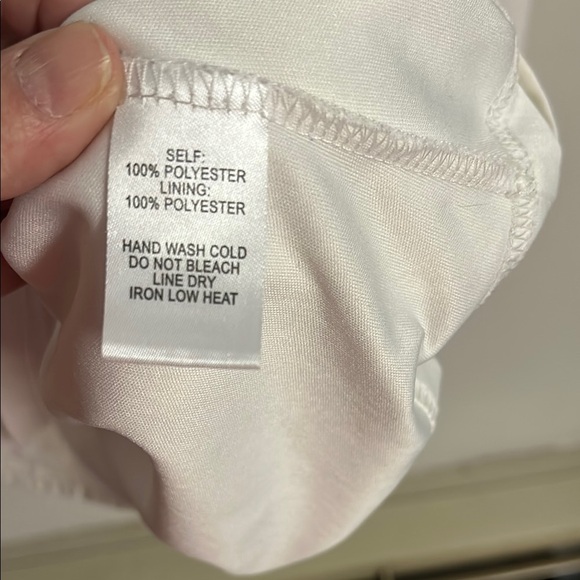 SELF:
100% POLYESTER
LINING:
100% POLYESTER
HAND WASH COLD
DO NOT BLEACH
LINE DRY
IRON LOW HEAT